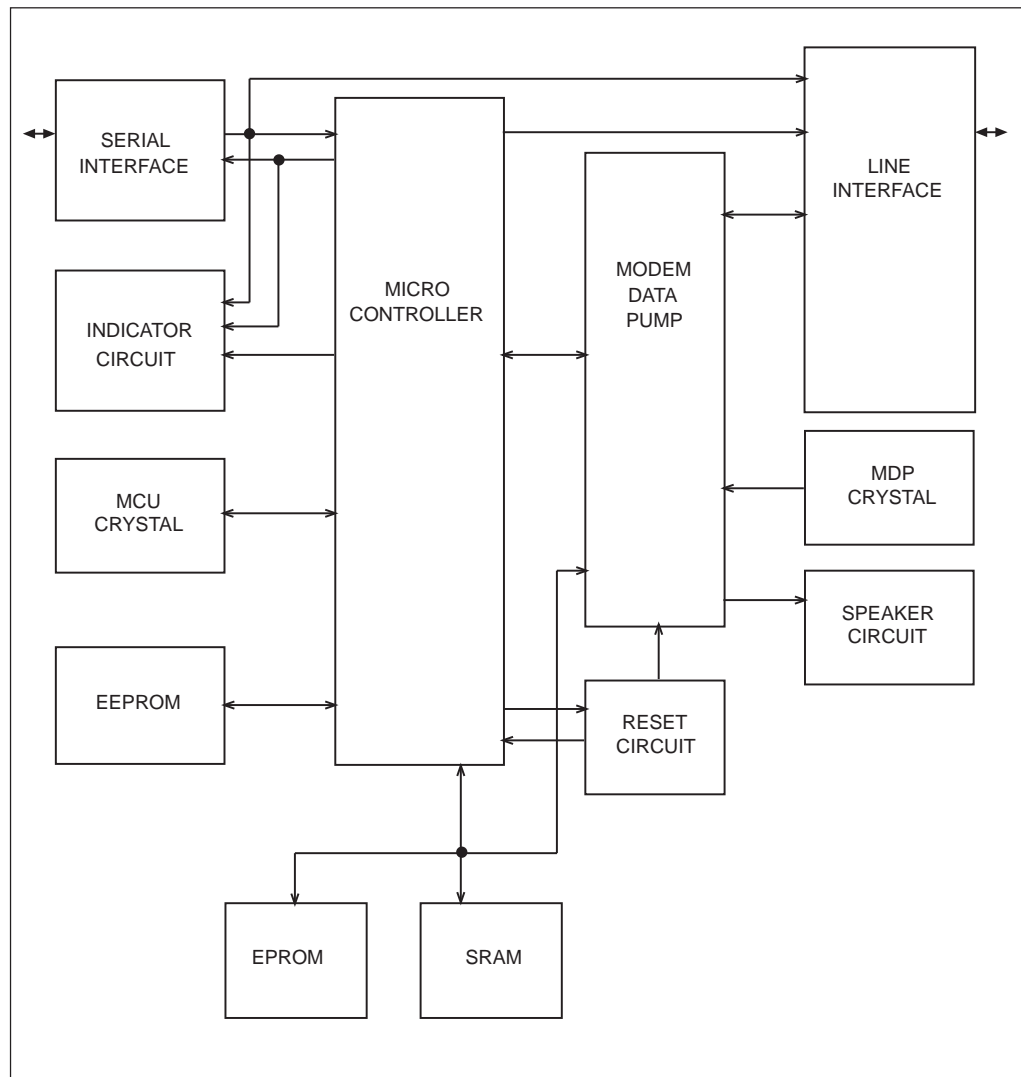 SERIAL
INTERFACE
LINE
INTERFACE
MICRO
CONTROLLER
MODEM
DATA
PUMP
INDICATOR
CIRCUIT
MCU
CRYSTAL
MDP
CRYSTAL
SPEAKER
CIRCUIT
EEPROM
RESET
CIRCUIT
EPROM
SRAM